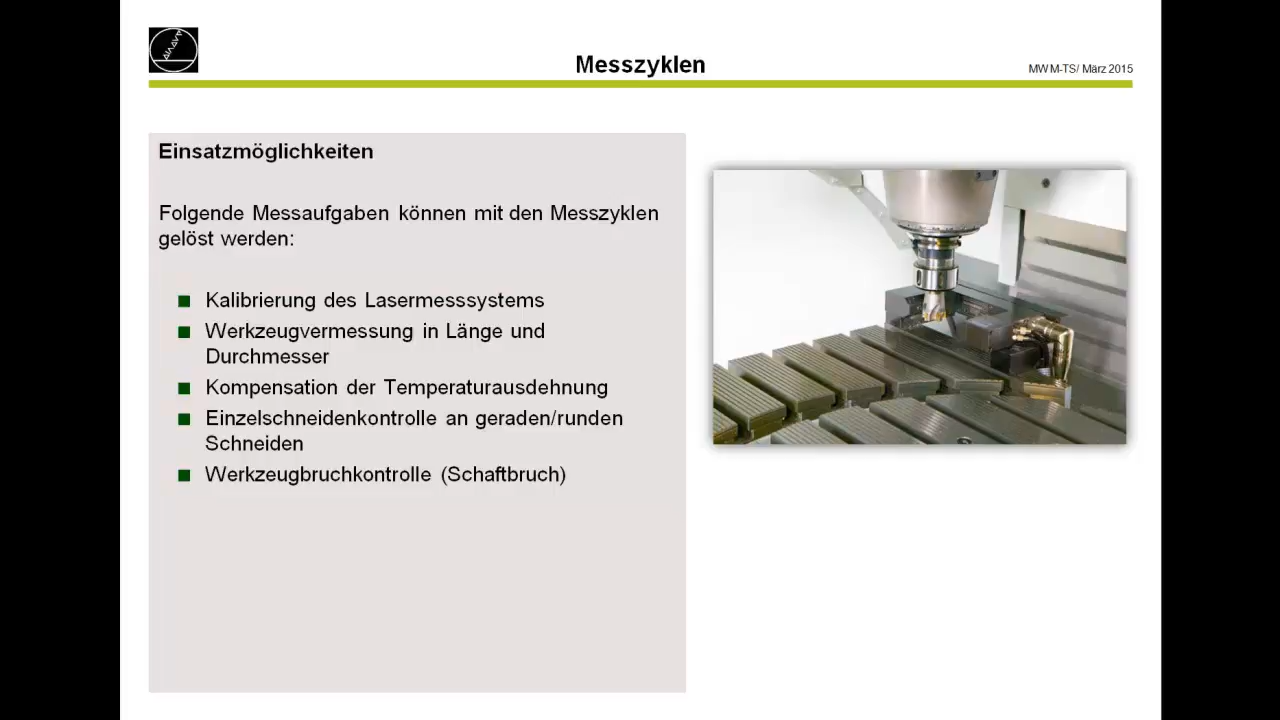 Messzyklen
MWM-TS/ März 2015
Einsatzmöglichkeiten
Folgende Messaufgaben können mit den Messzyklen
gelöst werden:
Kalibrierung des Lasermesssystems
Werkzeugvermessung in Länge und
Durchmesser
Kompensation der Temperaturausdehnung
Einzelschneidenkontrolle an geraden/runden
Schneiden
Werkzeugbruchkontrolle (Schaftbruch)